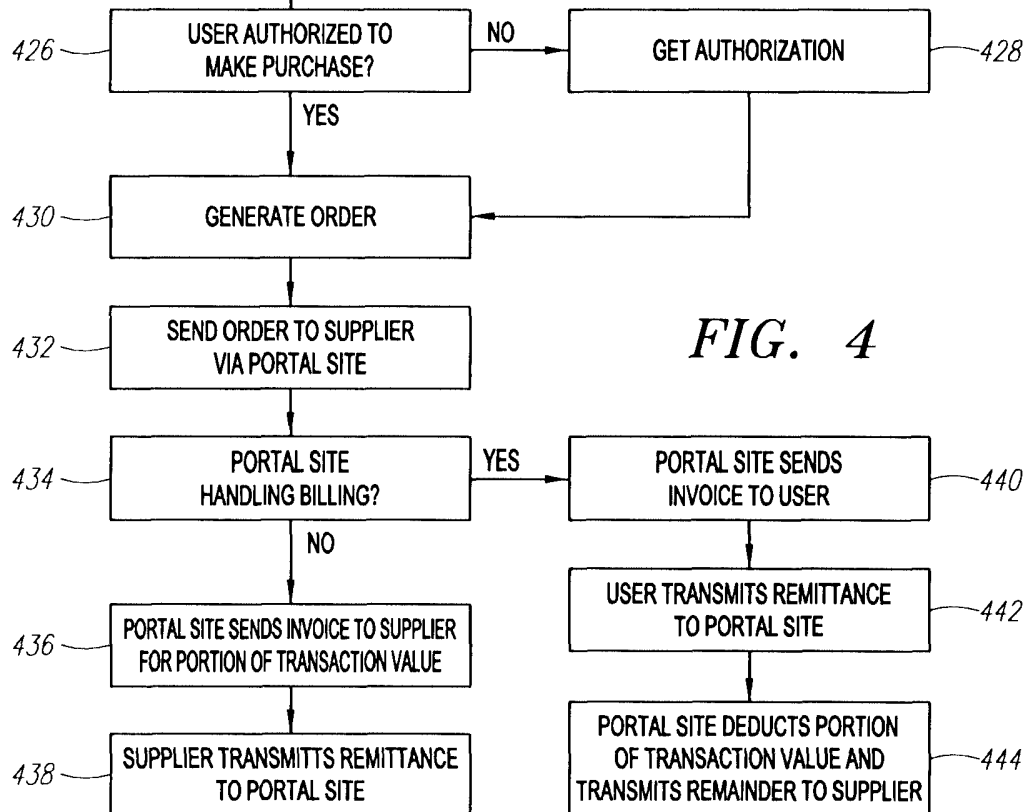 426
USER AUTHORIZED TO
MAKE PURCHASE?
NO
GET AUTHORIZATION
428
YES
430
GENERATE ORDER
432
SEND ORDER TO SUPPLIER
VIA PORTAL SITE
FIG. 4
434
PORTAL SITE
HANDLING BILLING?
YES
PORTAL SITE SENDS
INVOICE TO USER
440
NO
USER TRANSMITS REMITTANCE
TO PORTAL SITE
442
436
PORTAL SITE SENDS INVOICE TO SUPPLIER
FOR PORTION OF TRANSACTION VALUE
438
SUPPLIER TRANSMITTS REMITTANCE
TO PORTAL SITE
PORTAL SITE DEDUCTS PORTION
OF TRANSACTION VALUE AND
TRANSMITS REMAINDER TO SUPPLIER
444